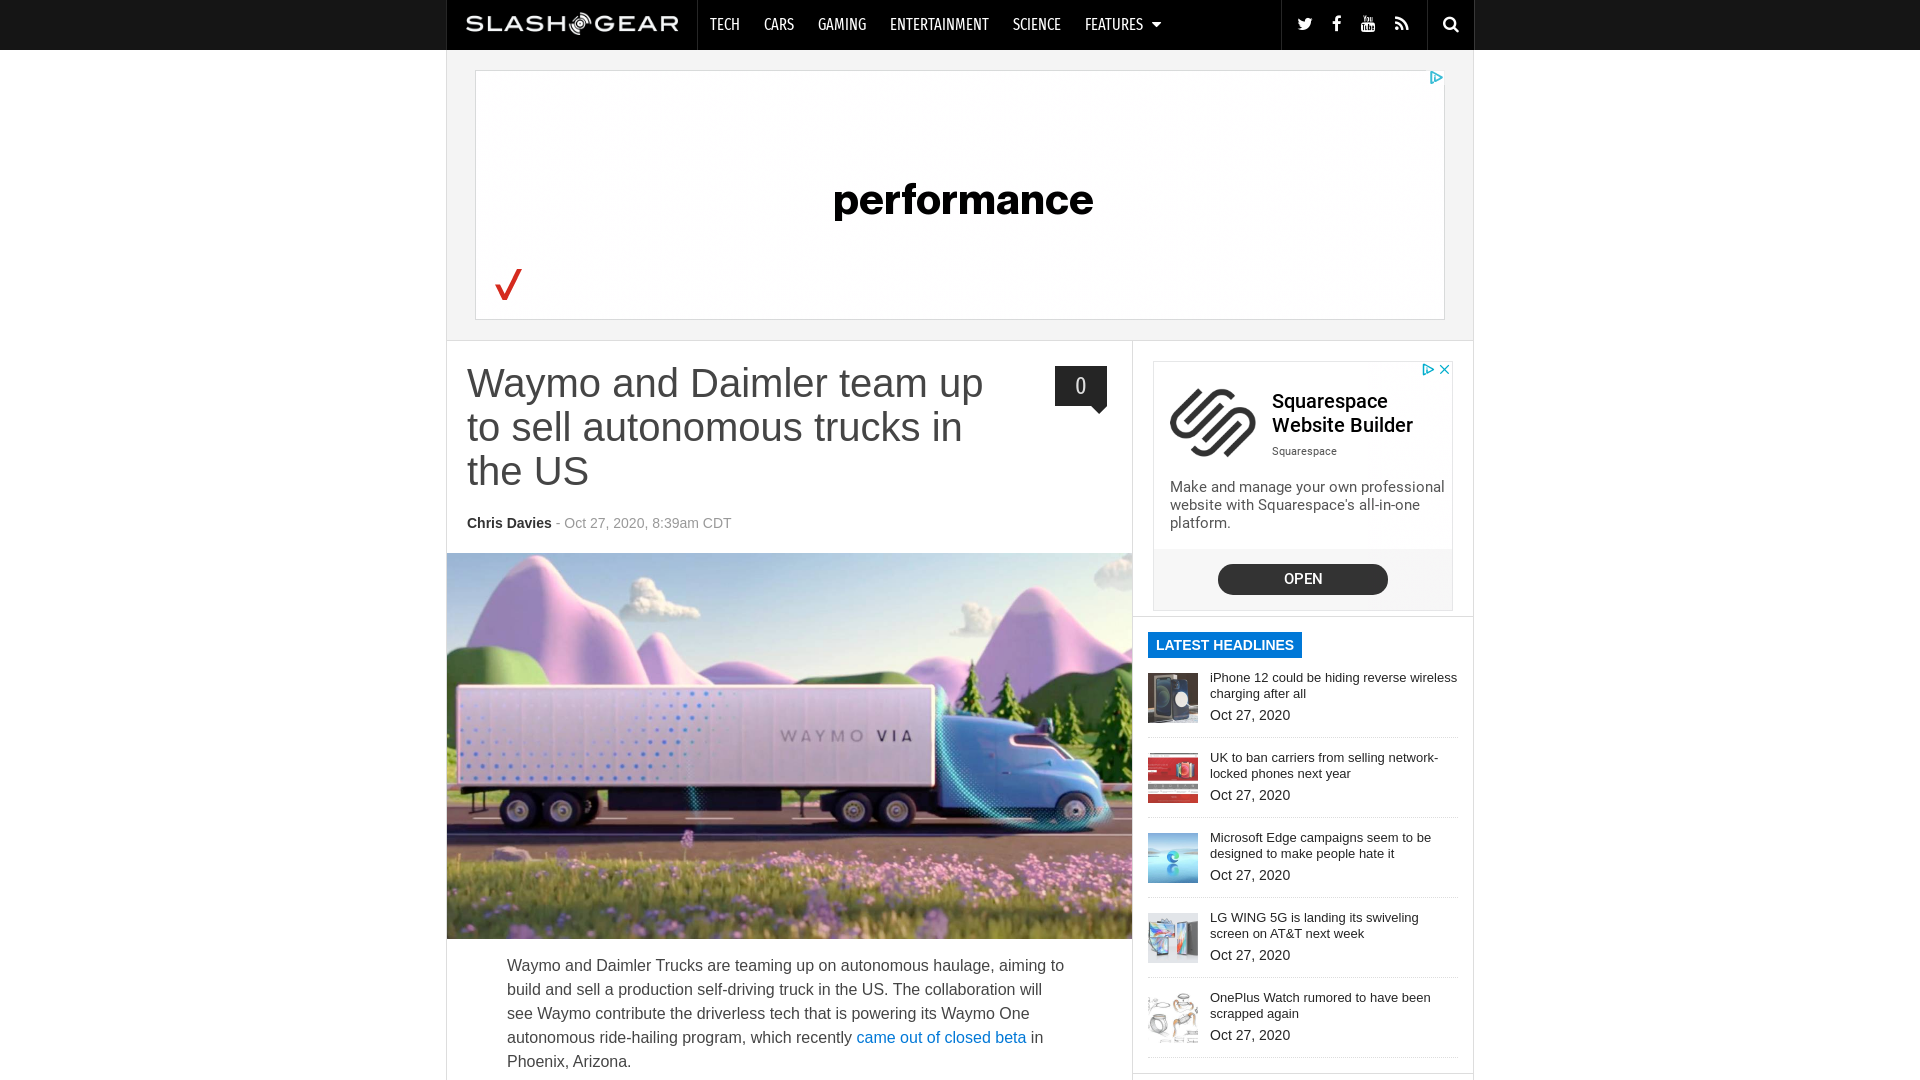 SLASHGEAR
TECH
CARS
GAMING
ENTERTAINMENT
SCIENCE
FEATURES
performance
Waymo and Daimler team up
to sell autonomous trucks in
the US
0
Chris Davies - Oct 27, 2020, 8:39am CDT
WAYMO VIA
Waymo and Daimler Trucks are teaming up on autonomous haulage, aiming to
build and sell a production self-driving truck in the US. The collaboration will
see Waymo contribute the driverless tech that is powering its Waymo One
autonomous ride-hailing program, which recently came out of closed beta in
Phoenix, Arizona.
Squarespace
Website Builder
Squarespace
Make and manage your own professional
website with Squarespace's all-in-one
platform.
OPEN
LATEST HEADLINES
iPhone 12 could be hiding reverse wireless
charging after all
Oct 27, 2020
UK to ban carriers from selling network-
locked phones next year
Oct 27, 2020
Microsoft Edge campaigns seem to be
designed to make people hate it
Oct 27, 2020
LG WING 5G is landing its swiveling
screen on AT&T next week
Oct 27, 2020
OnePlus Watch rumored to have been
scrapped again
Oct 27, 2020